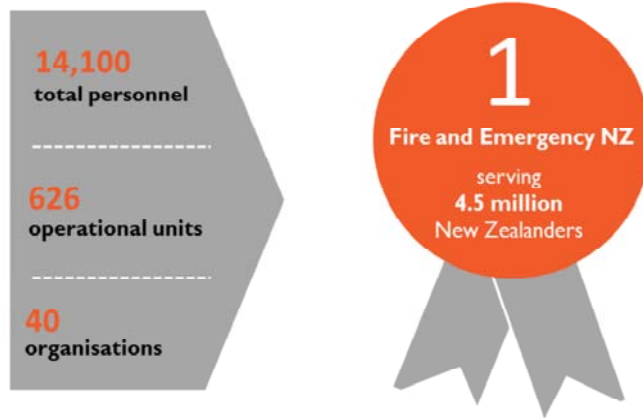 14,100
total personnel
626
operational units
40
organisations
1
Fire and Emergency NZ
serving
4.5 million
New Zealanders